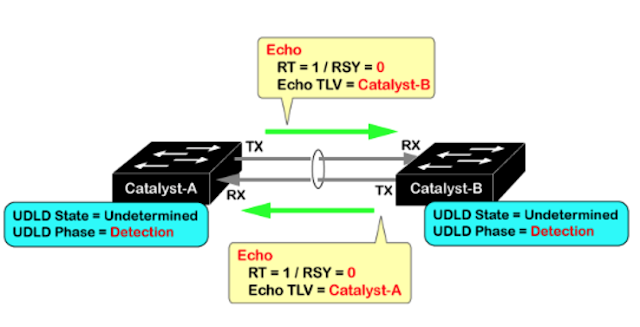 Echo
RT = 1 / RSY = 0
Echo TLV = Catalyst-B
TX
RX
Catalyst-A
Catalyst-B
RX
TX
UDLD State = Undetermined
UDLD Phase = Detection
UDLD State = Undetermined
UDLD Phase = Detection
Echo
RT = 1 / RSY = 0
Echo TLV = Catalyst-A